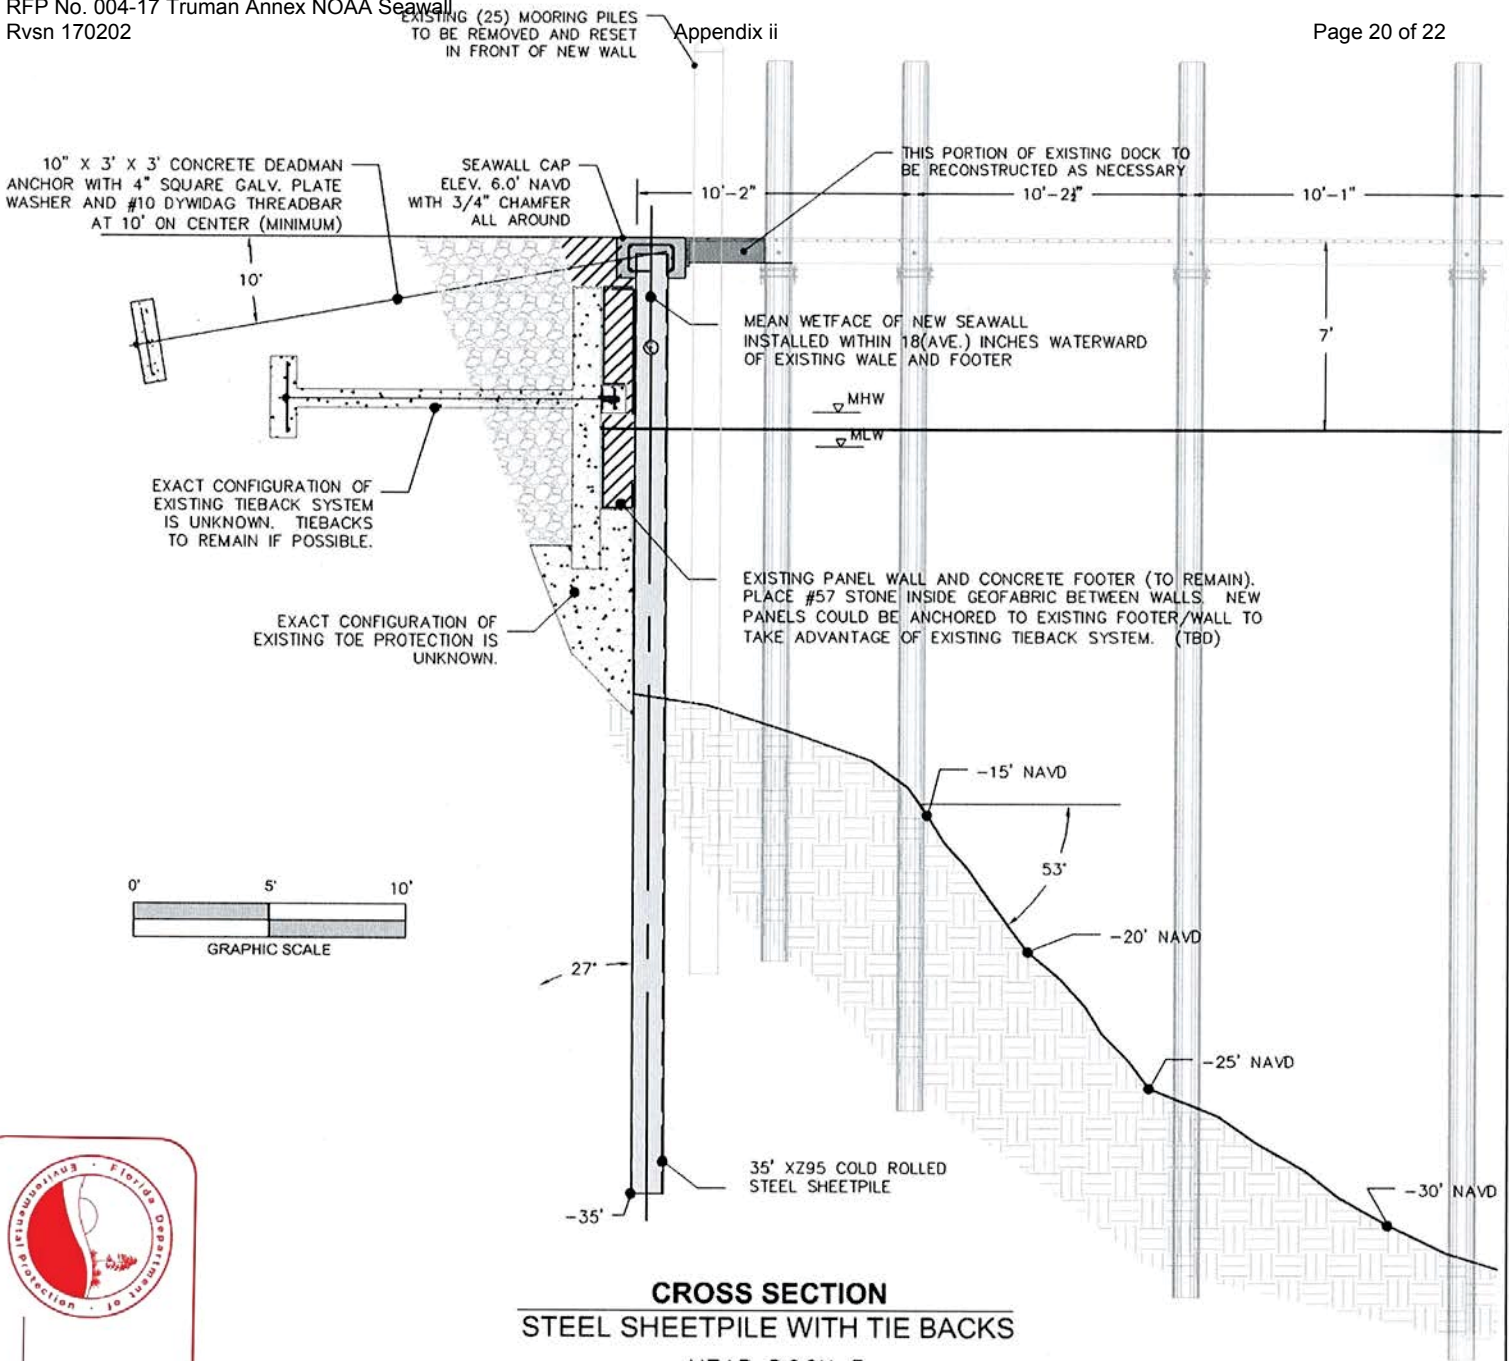 RFP No. 004-17 Truman Annex NOAA Seawall
Rvsn 170202
Appendix ii
Page 20 of 22
EXISTING (25) MOORING PILES
TO BE REMOVED AND RESET
IN FRONT OF NEW WALL
10" X 3' X 3' CONCRETE DEADMAN
ANCHOR WITH 4" SQUARE GALV. PLATE
WASHER AND #10 DYWIDAG THREADBAR
AT 10' ON CENTER (MINIMUM)
SEAWALL CAP
ELEV. 6.0' NAVD
WITH 3/4" CHAMFER
ALL AROUND
THIS PORTION OF EXISTING DOCK TO
BE RECONSTRUCTED AS NECESSARY
10'-2"
10'-2½"
10'-1"
10°
7'
MEAN WETFACE OF NEW SEAWALL
INSTALLED WITHIN 18(AVE.) INCHES WATERWARD
OF EXISTING WALE AND FOOTER
MHW
MLW
EXACT CONFIGURATION OF
EXISTING TIEBACK SYSTEM
IS UNKNOWN. TIEBACKS
TO REMAIN IF POSSIBLE.
EXISTING PANEL WALL AND CONCRETE FOOTER (TO REMAIN).
PLACE #57 STONE INSIDE GEOFABRIC BETWEEN WALLS. NEW
PANELS COULD BE ANCHORED TO EXISTING FOOTER/WALL TO
TAKE ADVANTAGE OF EXISTING TIEBACK SYSTEM. (TBD)
EXACT CONFIGURATION OF
EXISTING TOE PROTECTION IS
UNKNOWN.
-15' NAVD
53°
0' 5' 10'
GRAPHIC SCALE
-20' NAVD
27°
-25' NAVD
35' XZ95 COLD ROLLED
STEEL SHEETPILE
-35'
-30' NAVD
Florida Department of Environmental Protection
CROSS SECTION
STEEL SHEETPILE WITH TIE BACKS